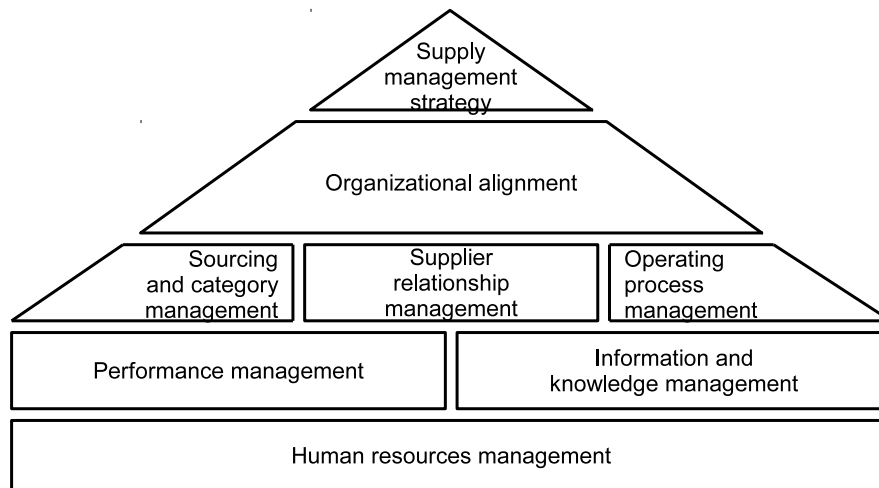 Supply
management
strategy
Organizational alignment
Sourcing
and category
management
Supplier
relationship
management
Operating
process
management
Performance management
Information and
knowledge management
Human resources management